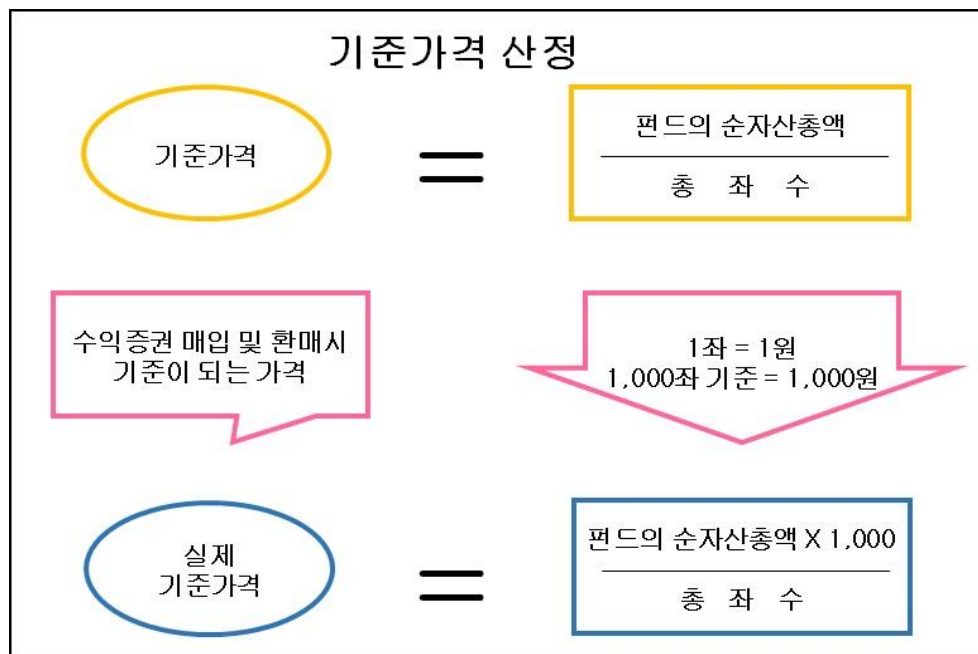 기준가격 산정
기준가격
=
펀드의 순자산총액
총 좌 수
수익증권 매입 및 환매시
기준이 되는 가격
1좌 = 1원
1,000좌 기준 = 1,000원
실제
기준가격
=
펀드의 순자산총액 X 1,000
총 좌 수